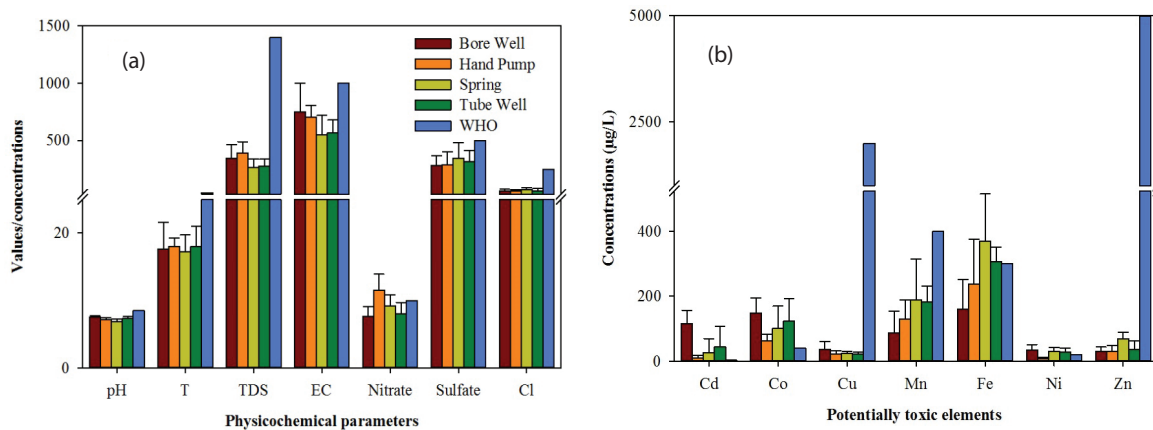 (a)
Values/concentrations
1500
1000
500
20
0
Bore Well
Hand Pump
Spring
Tube Well
WHO
pH T TDS EC Nitrate Sulfate Cl
Physicochemical parameters
(b)
Concentrations (µg/L)
5000
2500
400
200
0
Cd Co Cu Mn Fe Ni Zn
Potentially toxic elements